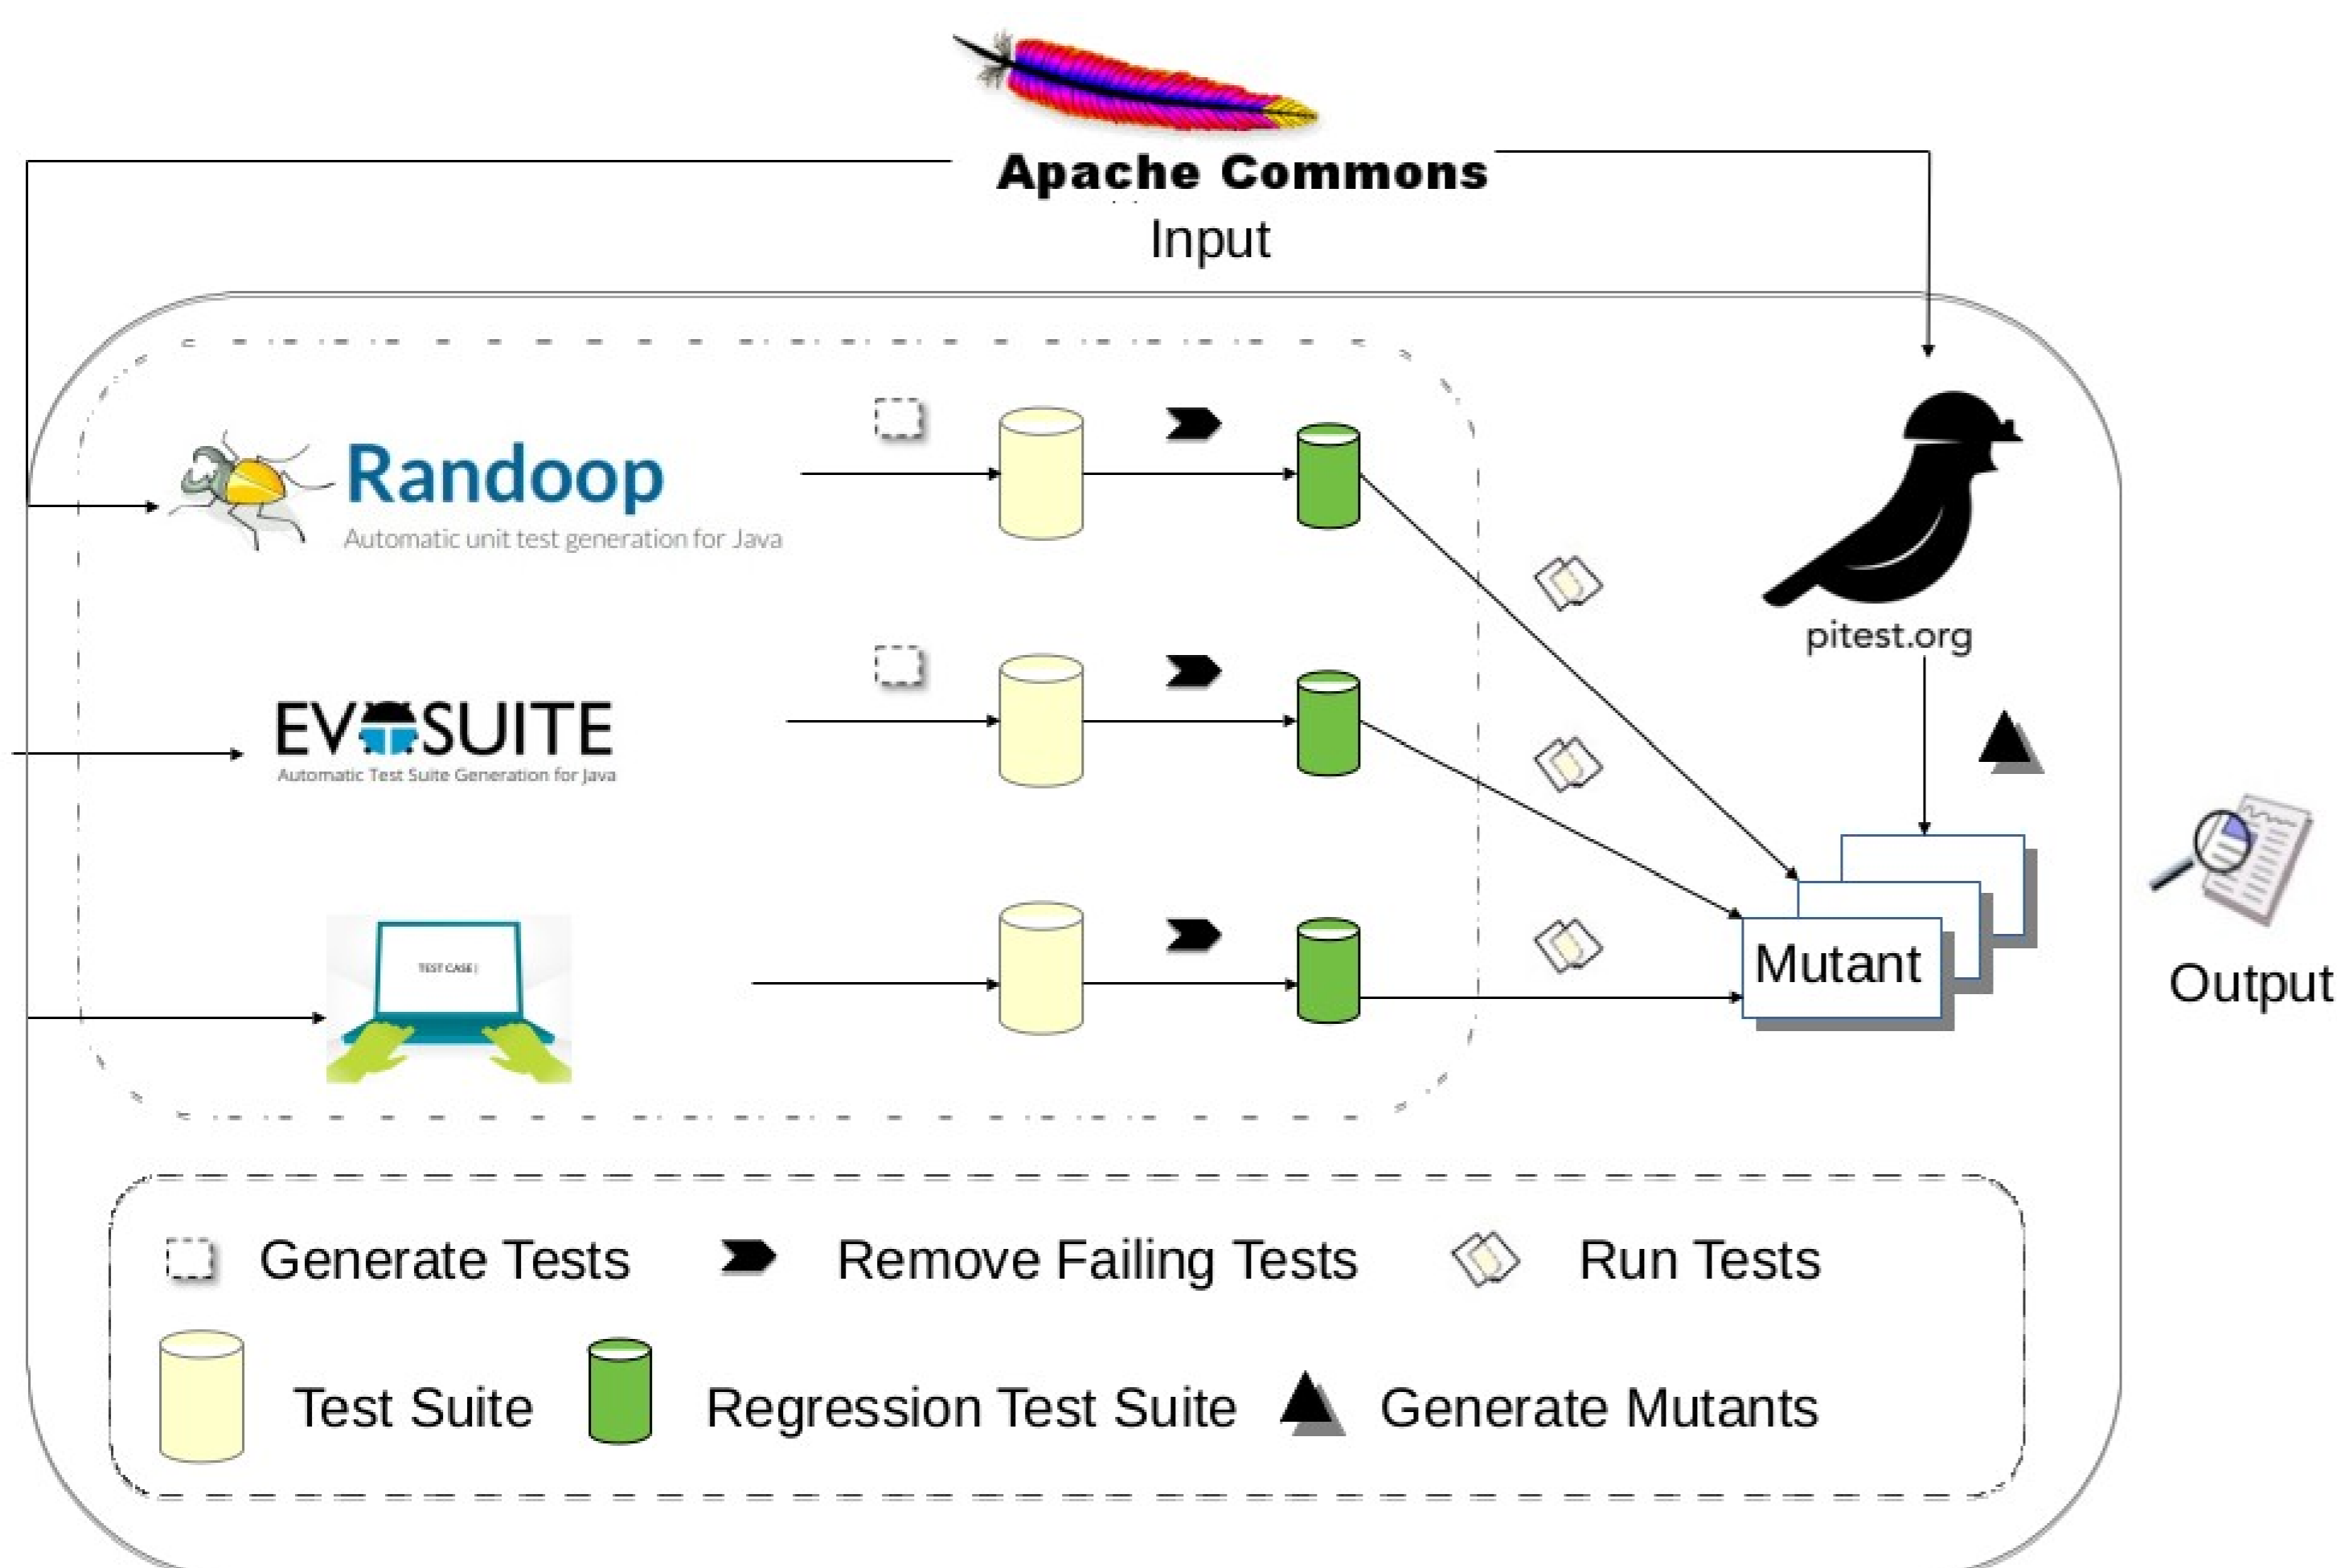 Apache Commons
Input
Randoop
Automatic unit test generation for Java
pitest.org
EVOSUITE
Automatic Test Suite Generation for Java
TEST CASE|
Mutant
Output
Generate Tests
Remove Failing Tests
Run Tests
Test Suite
Regression Test Suite
Generate Mutants